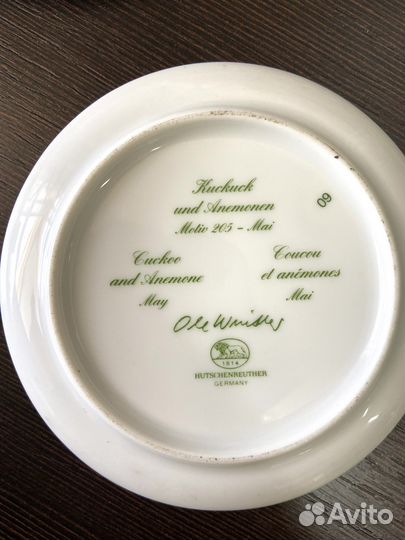 Kuckuck
und Anemonen
Motiv 205 - Mai
60
Cuckoo
and Anemone
May
Coucou
et anémones
Mai
Ole Winther
1814
HUTSCHENREUTHER
GERMANY
Avito